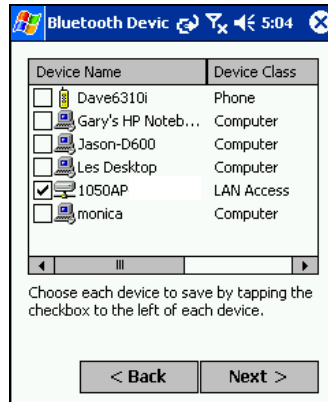 Bluetooth Devic 5:04
Device Name Device Class
Dave6310i Phone
Gary's HP Noteb... Computer
Jason-D600 Computer
Les Desktop Computer
1050AP LAN Access
monica Computer
Choose each device to save by tapping the
checkbox to the left of each device.
< Back Next >